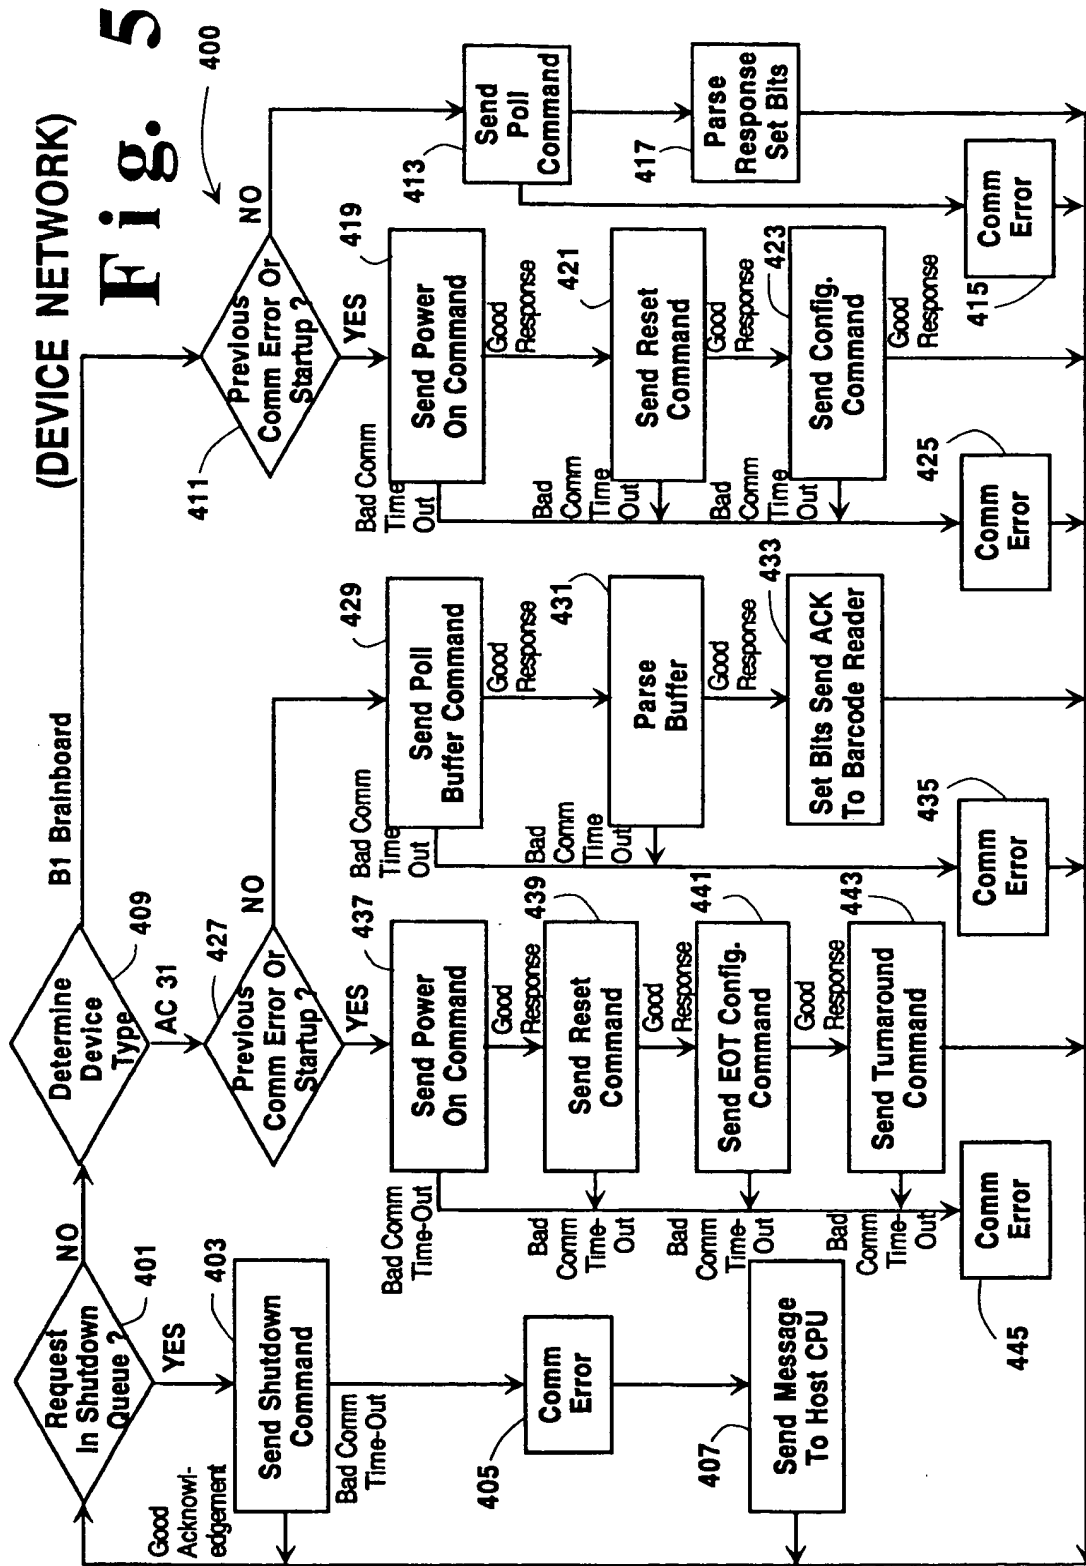 (DEVICE NETWORK)
Fig. 5
400
Request
In Shutdown
Queue ?
401
NO
YES
Good
Acknowl-
edgement
Send Shutdown
Command
403
Bad Comm
Time-Out
Comm
Error
405
Send Message
To Host CPU
407
Determine
Device
Type
409
B1 Brainboard
AC 31
Previous
Comm Error Or
Startup ?
427
NO
YES
Send Power
On Command
437
Bad Comm
Time-Out
Good
Response
Send Reset
Command
439
Bad
Comm
Time-
Out
Good
Response
Send EOT Config.
Command
441
Bad
Comm
Time-
Out
Good
Response
Send Turnaround
Command
443
Bad
Comm
Time-
Out
Comm
Error
445
Send Poll
Buffer Command
429
Bad Comm
Time
Out
Good
Response
Parse
Buffer
431
Bad
Comm
Time
Out
Good
Response
Set Bits Send ACK
To Barcode Reader
433
Comm
Error
435
Previous
Comm Error Or
Startup ?
411
NO
YES
Send Power
On Command
419
Bad Comm
Time
Out
Good
Response
Send Reset
Command
421
Bad
Comm
Time
Out
Good
Response
Send Config.
Command
423
Bad
Comm
Time
Out
Good
Response
Comm
Error
425
Send
Poll
Command
413
Parse
Response
Set Bits
417
Comm
Error
415